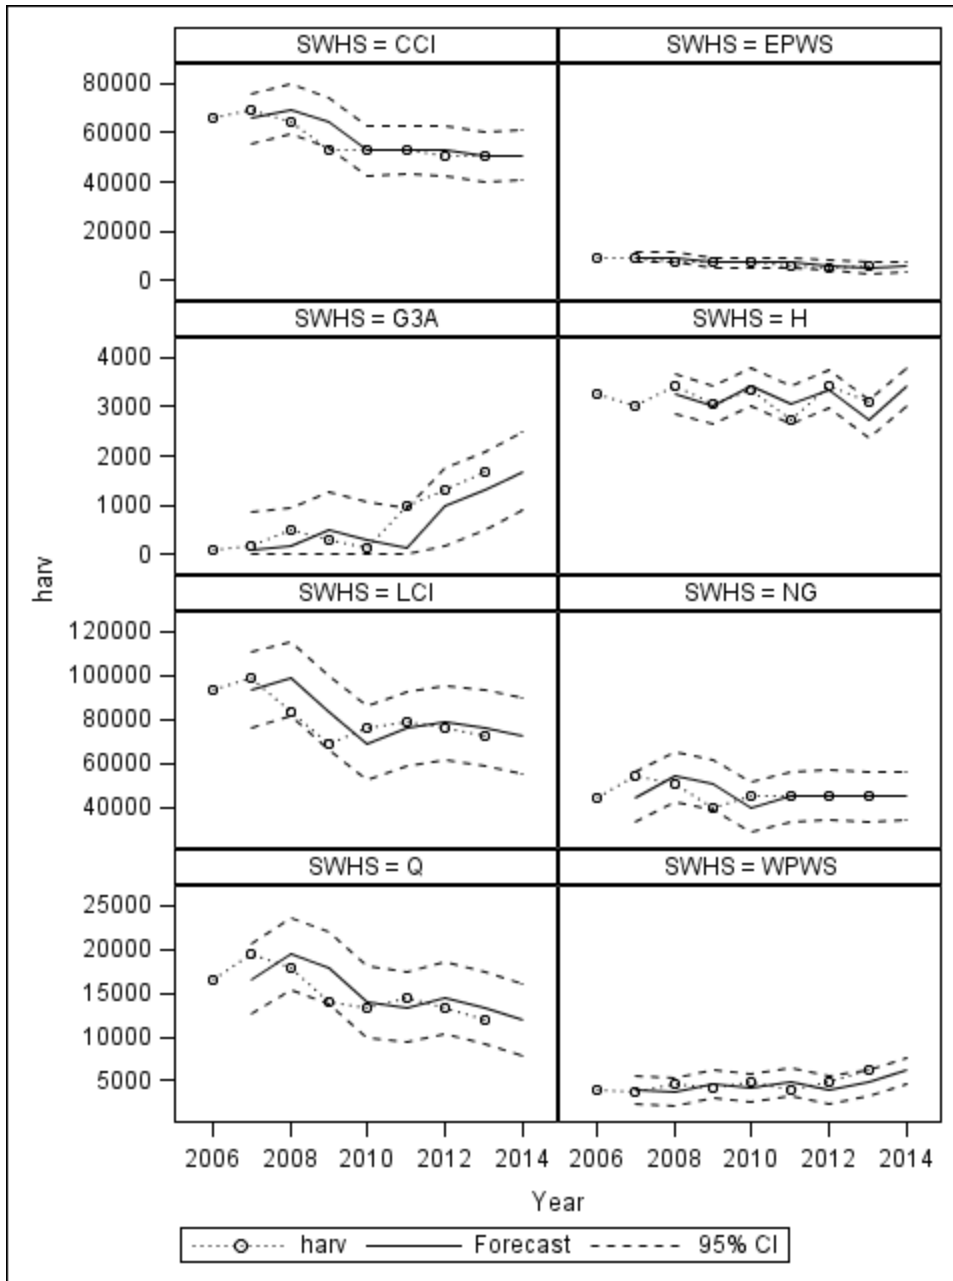 SWHS = CCI
SWHS = EPWS
80000
60000
40000
20000
0
SWHS = G3A
SWHS = H
4000
3000
2000
1000
0
harv
SWHS = LCI
SWHS = NG
120000
100000
80000
60000
40000
SWHS = Q
SWHS = WPWS
25000
20000
15000
10000
5000
2006 2008 2010 2012 2014 2006 2008 2010 2012 2014
Year
harv Forecast 95% CI